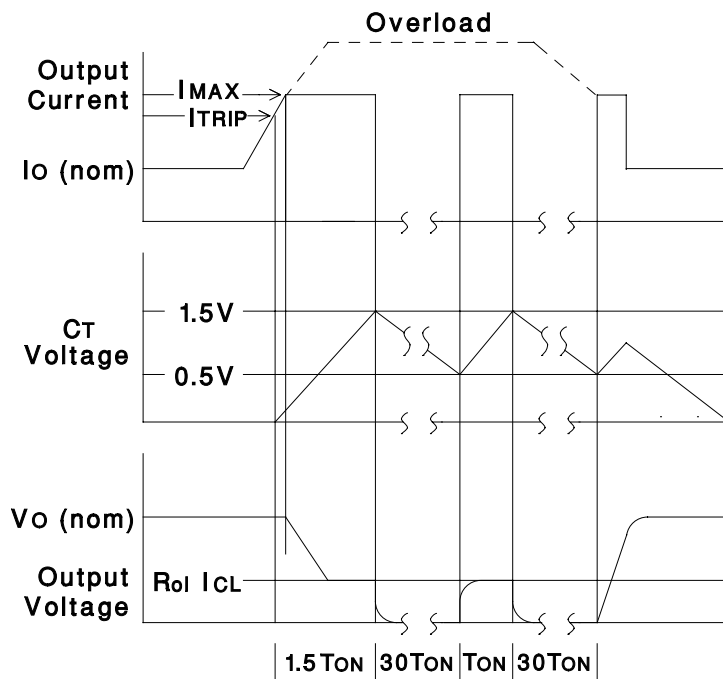 Overload
Output
Current
IMAX
ITRIP
IO (nom)
1.5V
CT
Voltage
0.5V
VO (nom)
Output
Voltage
Rol ICL
1.5TON 30TON TON 30TON